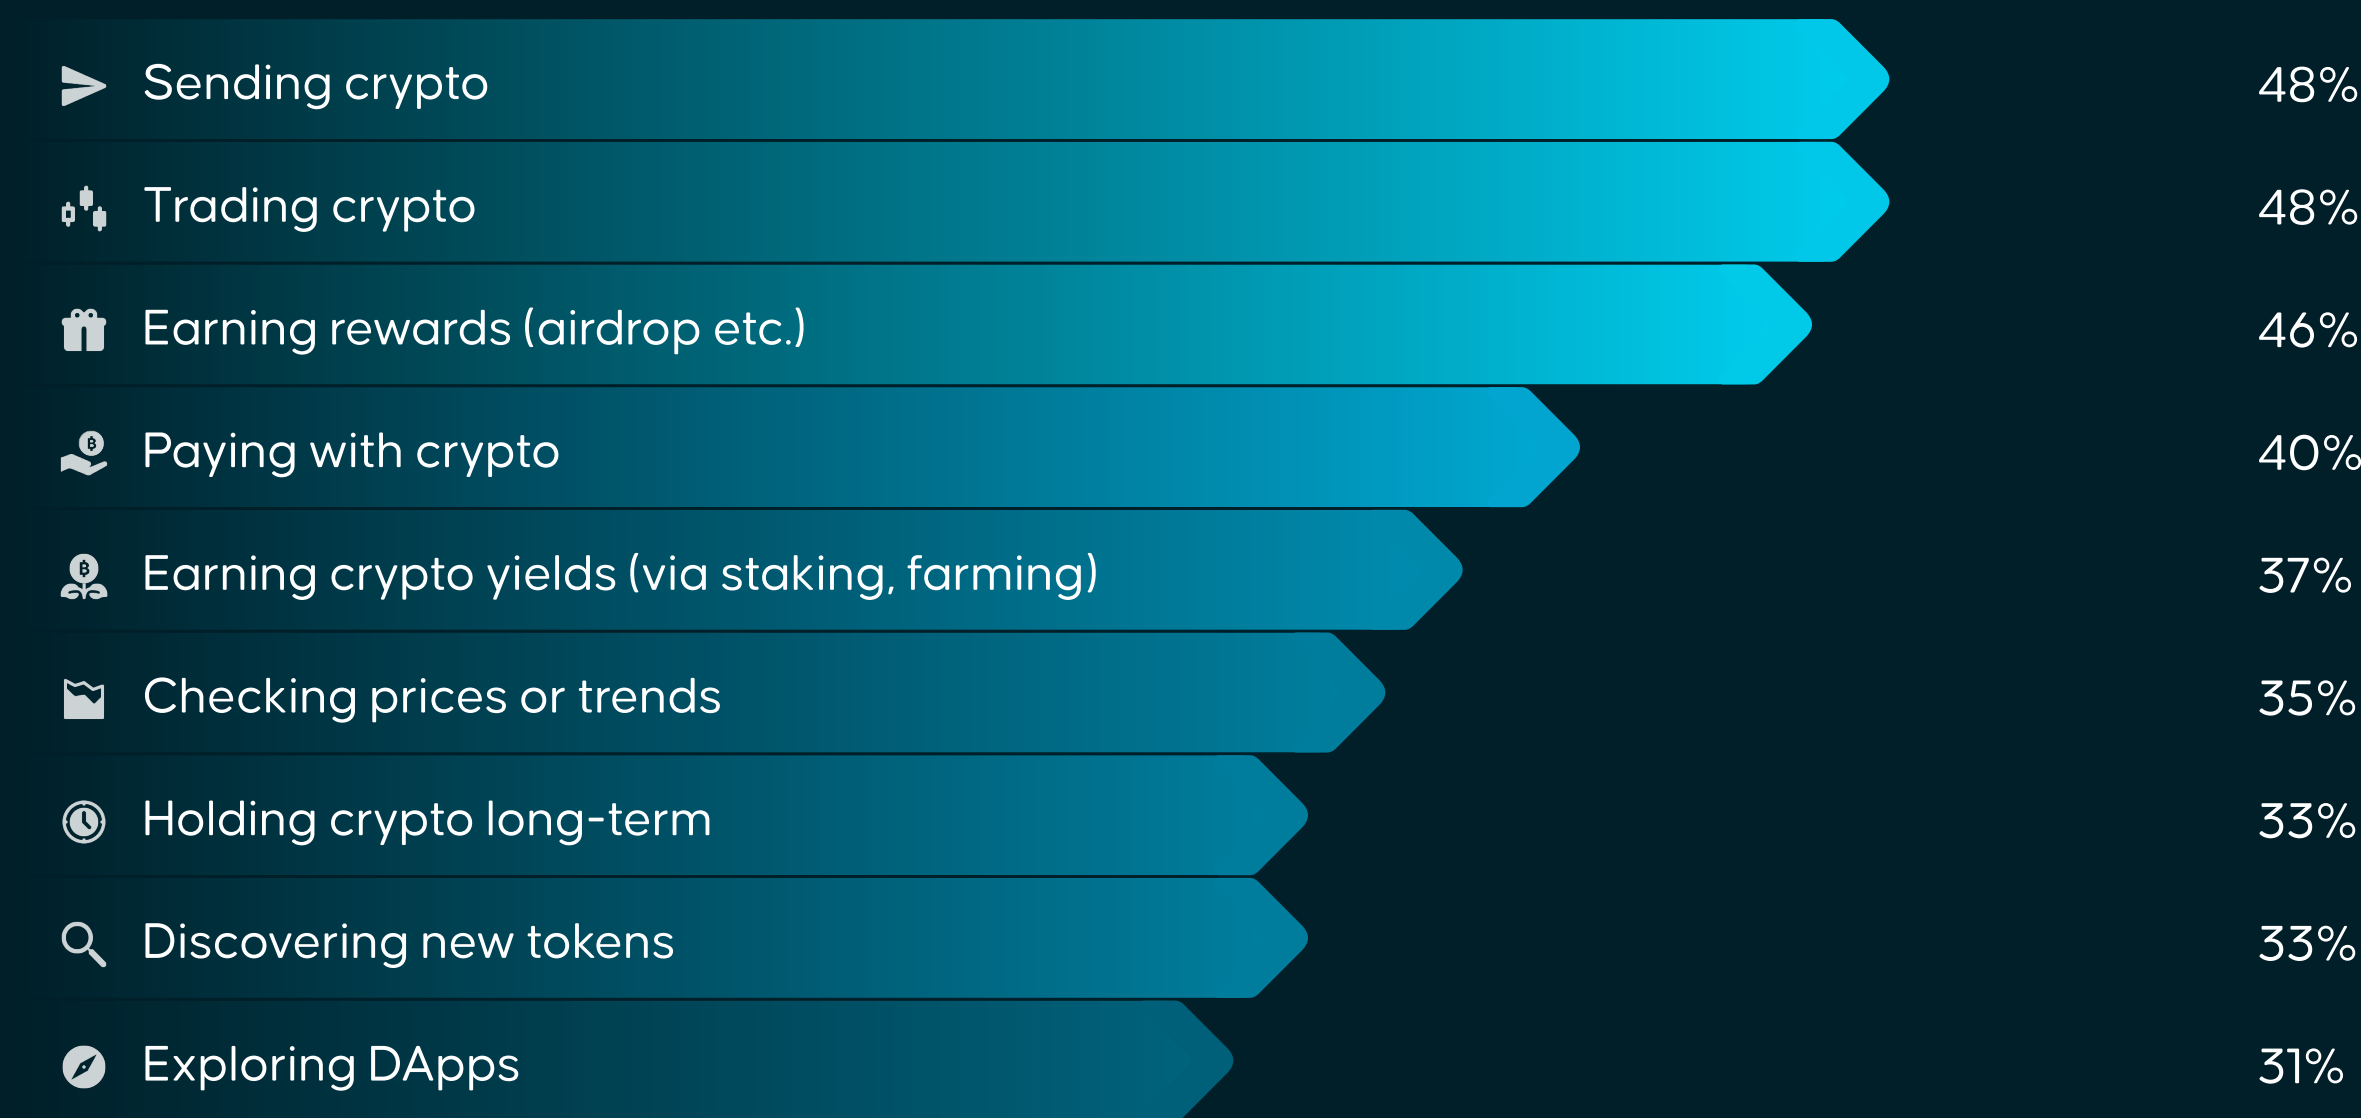 Sending crypto 48%
Trading crypto 48%
Earning rewards (airdrop etc.) 46%
Paying with crypto 40%
Earning crypto yields (via staking, farming) 37%
Checking prices or trends 35%
Holding crypto long-term 33%
Discovering new tokens 33%
Exploring DApps 31%